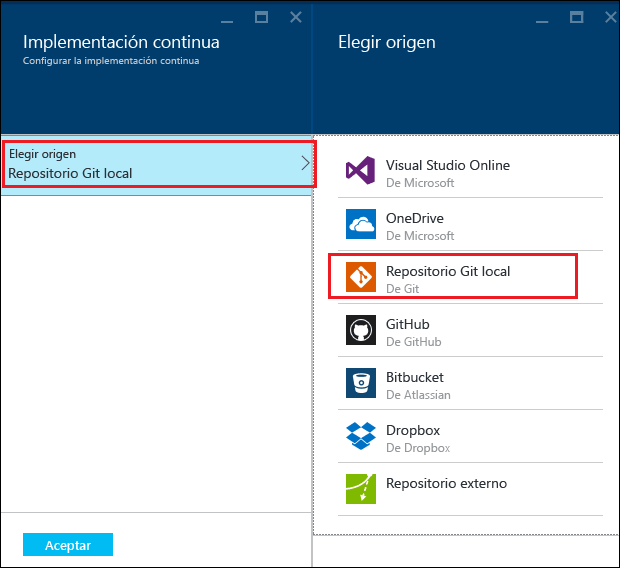 Implementación continua
Configurar la implementación continua
Elegir origen
Repositorio Git local
Aceptar
Elegir origen
Visual Studio Online
De Microsoft
OneDrive
De Microsoft
Repositorio Git local
De Git
GitHub
De GitHub
Bitbucket
De Atlassian
Dropbox
De Dropbox
Repositorio externo